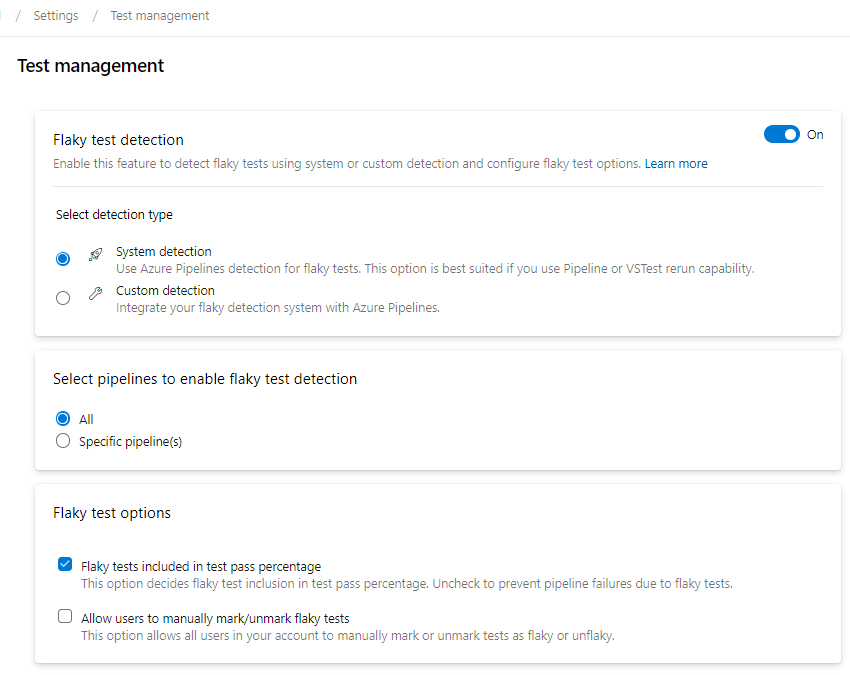 / Settings / Test management
Test management
Flaky test detection
On
Enable this feature to detect flaky tests using system or custom detection and configure flaky test options. Learn more
Select detection type
System detection
Use Azure Pipelines detection for flaky tests. This option is best suited if you use Pipeline or VSTest rerun capability.
Custom detection
Integrate your flaky detection system with Azure Pipelines.
Select pipelines to enable flaky test detection
All
Specific pipeline(s)
Flaky test options
Flaky tests included in test pass percentage
This option decides flaky test inclusion in test pass percentage. Uncheck to prevent pipeline failures due to flaky tests.
Allow users to manually mark/unmark flaky tests
This option allows all users in your account to manually mark or unmark tests as flaky or unflaky.